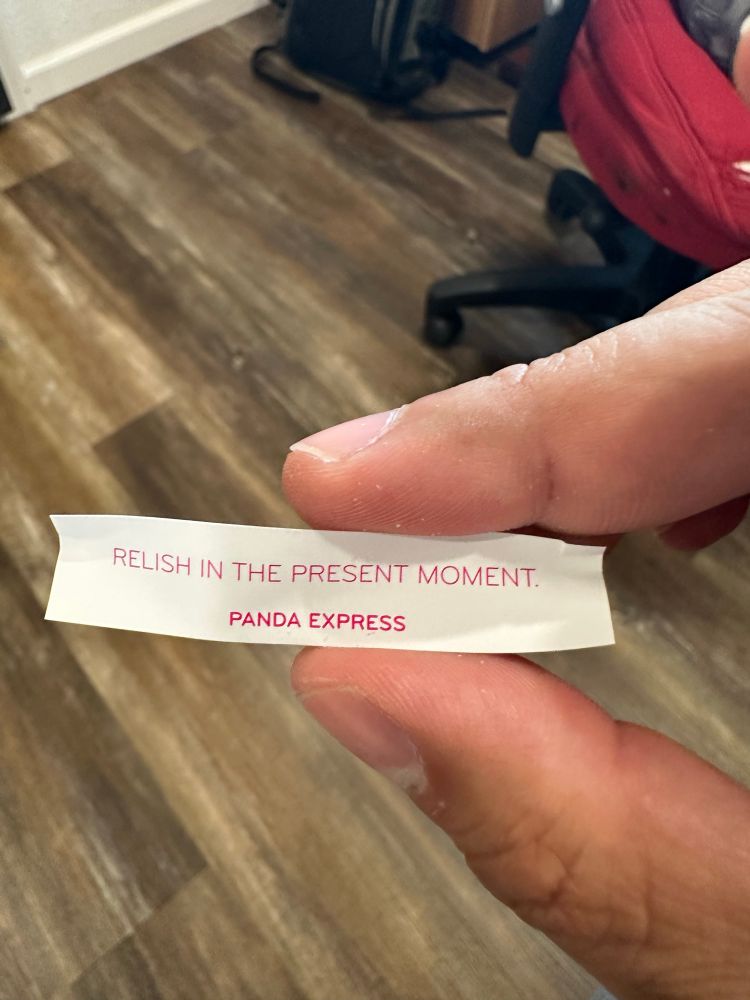 RELISH IN THE PRESENT MOMENT.
PANDA EXPRESS